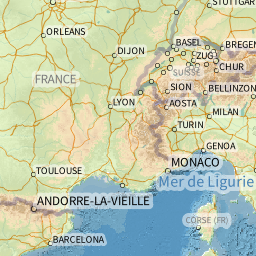 STUTTGART
ORLEANS
DIJON
BASEL
BREGEN
ZUG
FRANCE
SUISSE
CHUR
SION
BELLINZON
LYON
AOSTA
MILAN
TURIN
GENOA
TOULOUSE
MONACO
Mer de Ligurie
ANDORRE-LA-VIEILLE
CORSE (FR)
BARCELONA